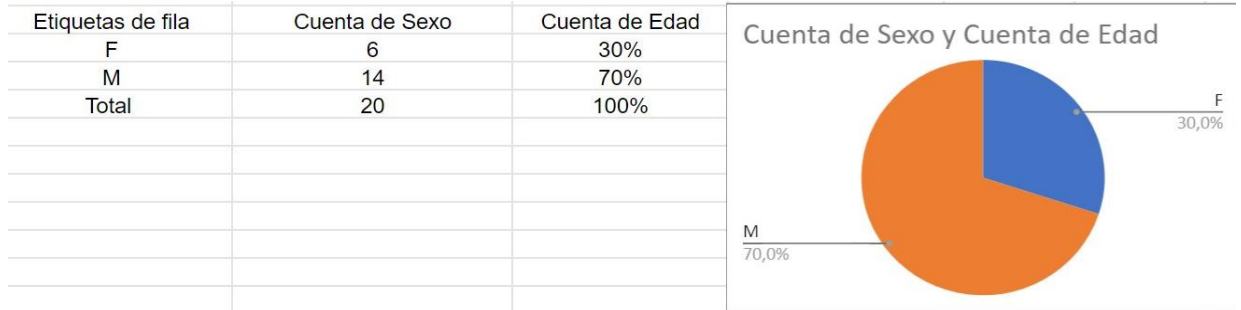 Etiquetas de fila Cuenta de Sexo Cuenta de Edad
F 6 30%
M 14 70%
Total 20 100%
Cuenta de Sexo y Cuenta de Edad
F
30,0%
M
70,0%